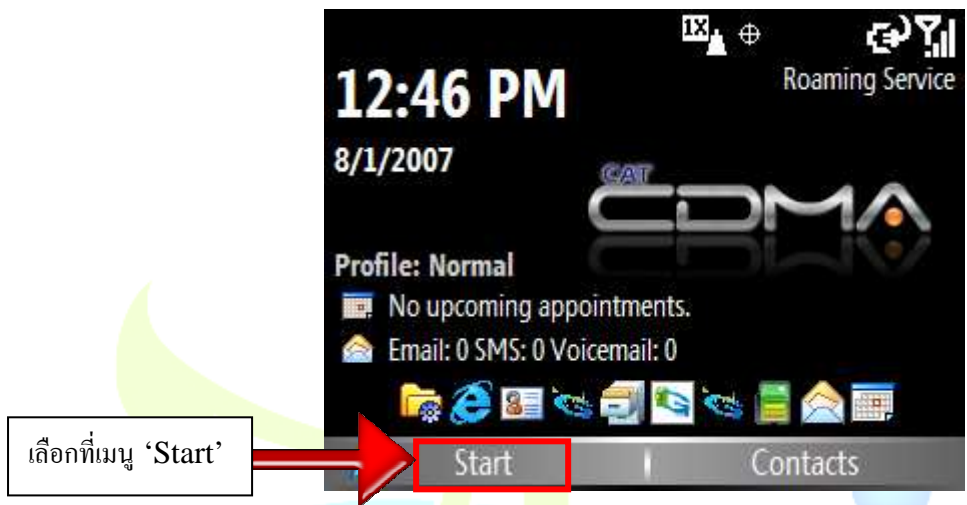 1X
12:46 PM
Roaming Service
8/1/2007
CAT
CDMA
Profile: Normal
No upcoming appointments.
Email: 0 SMS: 0 Voicemail: 0
เลือกที่เมนู ‘Start’
Start
Contacts